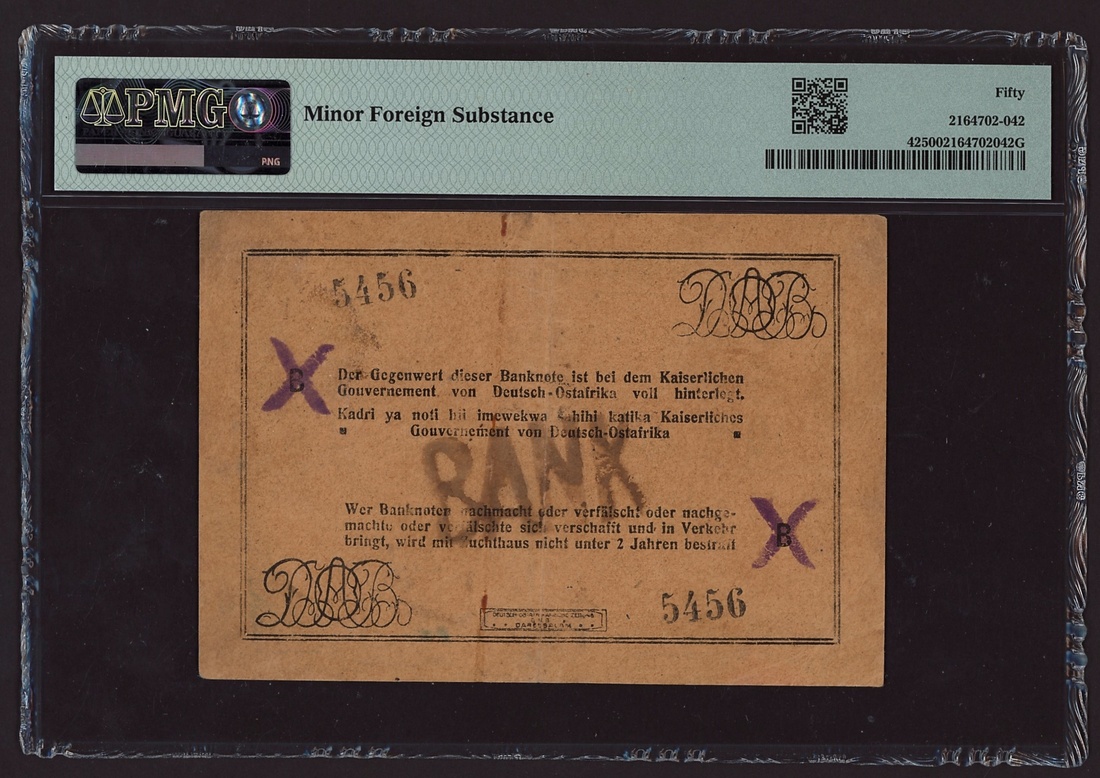 PMG
PNG
Minor Foreign Substance
Fifty
2164702-042
425002164702042G
5456
DOAB
B
Der Gegenwert dieser Banknote ist bei dem Kaiserlichen
Gouvernement von Deutsch-Ostafrika voll hinterlegt.
Kadri ya noti hii imewekwa katika Kaiserliches
Gouvernement von Deutsch-Ostafrika
BANK
Wer Banknoten nachmacht oder verfälscht oder nachge-
machte oder verfälschte sich verschafft und in Verkehr
bringt, wird mit Zuchthaus nicht unter 2 Jahren bestraft
B
DOAB
5456
DARESSALAM